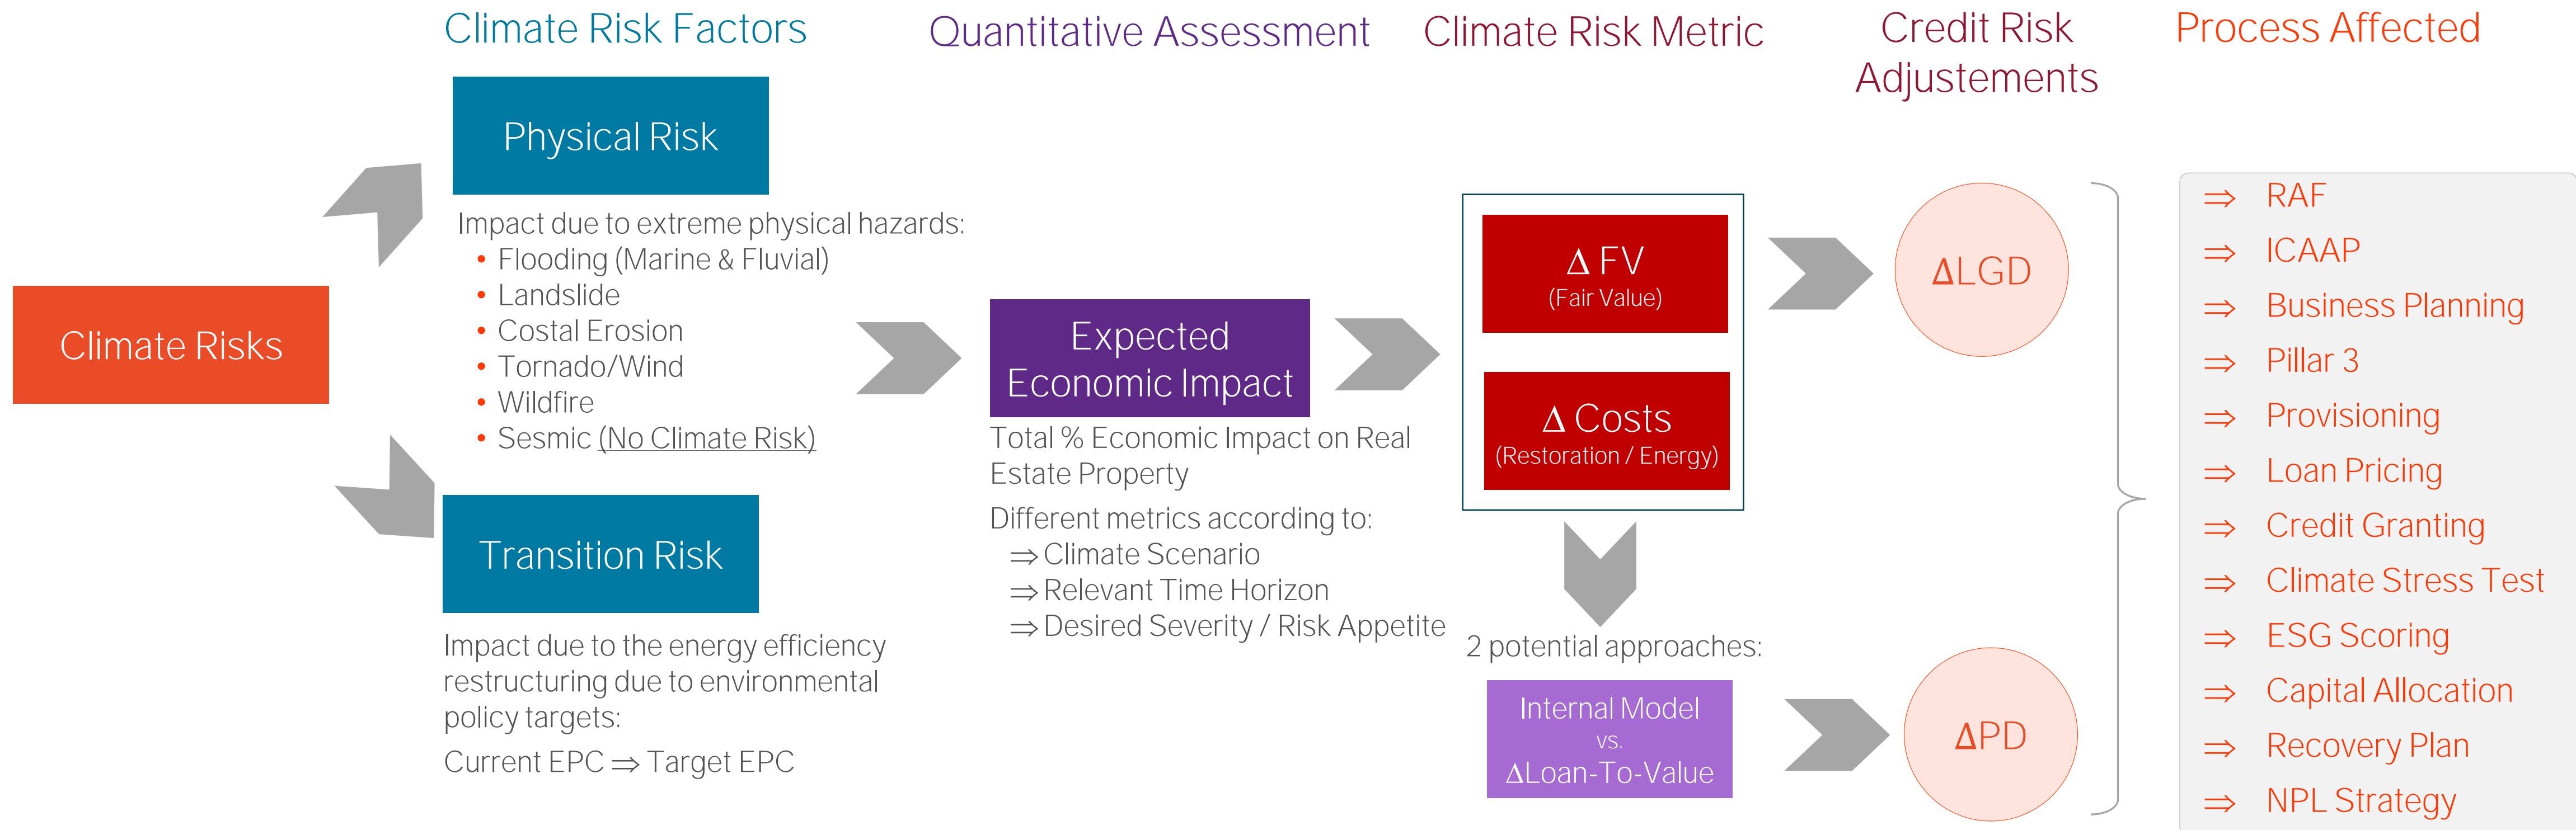 Climate Risk Factors
Quantitative Assessment
Climate Risk Metric
Credit Risk
Adjustements
Process Affected
Climate Risks
Physical Risk
Impact due to extreme physical hazards:
• Flooding (Marine & Fluvial)
• Landslide
• Costal Erosion
• Tornado/Wind
• Wildfire
• Sesmic (No Climate Risk)
Transition Risk
Impact due to the energy efficiency
restructuring due to environmental
policy targets:
Current EPC ⇒ Target EPC
Expected
Economic Impact
Total % Economic Impact on Real
Estate Property
Different metrics according to:
⇒ Climate Scenario
⇒ Relevant Time Horizon
⇒ Desired Severity / Risk Appetite
Δ FV
(Fair Value)
Δ Costs
(Restoration / Energy)
2 potential approaches:
Internal Model
vs.
ΔLoan-To-Value
ΔLGD
ΔPD
⇒ RAF
⇒ ICAAP
⇒ Business Planning
⇒ Pillar 3
⇒ Provisioning
⇒ Loan Pricing
⇒ Credit Granting
⇒ Climate Stress Test
⇒ ESG Scoring
⇒ Capital Allocation
⇒ Recovery Plan
⇒ NPL Strategy